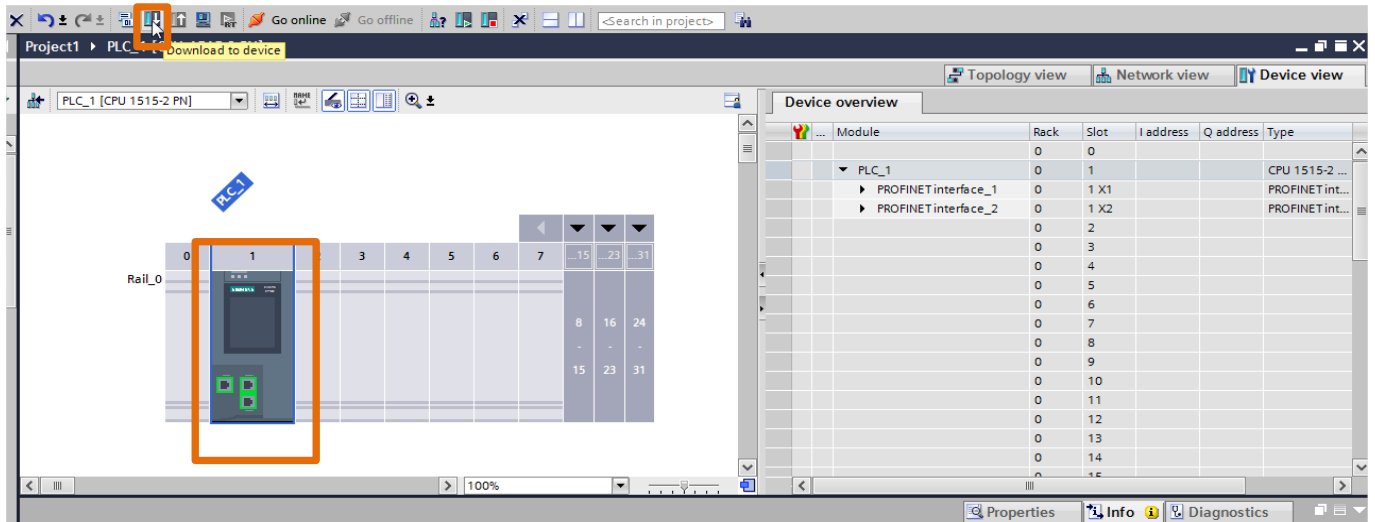 Go online Go offline <Search in project>
Project1 ▸ PLC_1 [
Download to device
Topology view Network view Device view
PLC_1 [CPU 1515-2 PN]
Device overview
... Module Rack Slot I address Q address Type
0 0
PLC_1 0 1 CPU 1515-2 ...
PROFINET interface_1 0 1 X1 PROFINET int...
PROFINET interface_2 0 1 X2 PROFINET int...
0 2
0 3
0 4
0 5
0 6
0 7
0 8
0 9
0 10
0 11
0 12
0 13
0 14
0 15
PLC_1
0 1 2 3 4 5 6 7 ...15 ...23 ...31
Rail_0
SIEMENS
8 16 24
- - -
15 23 31
100%
Properties Info Diagnostics